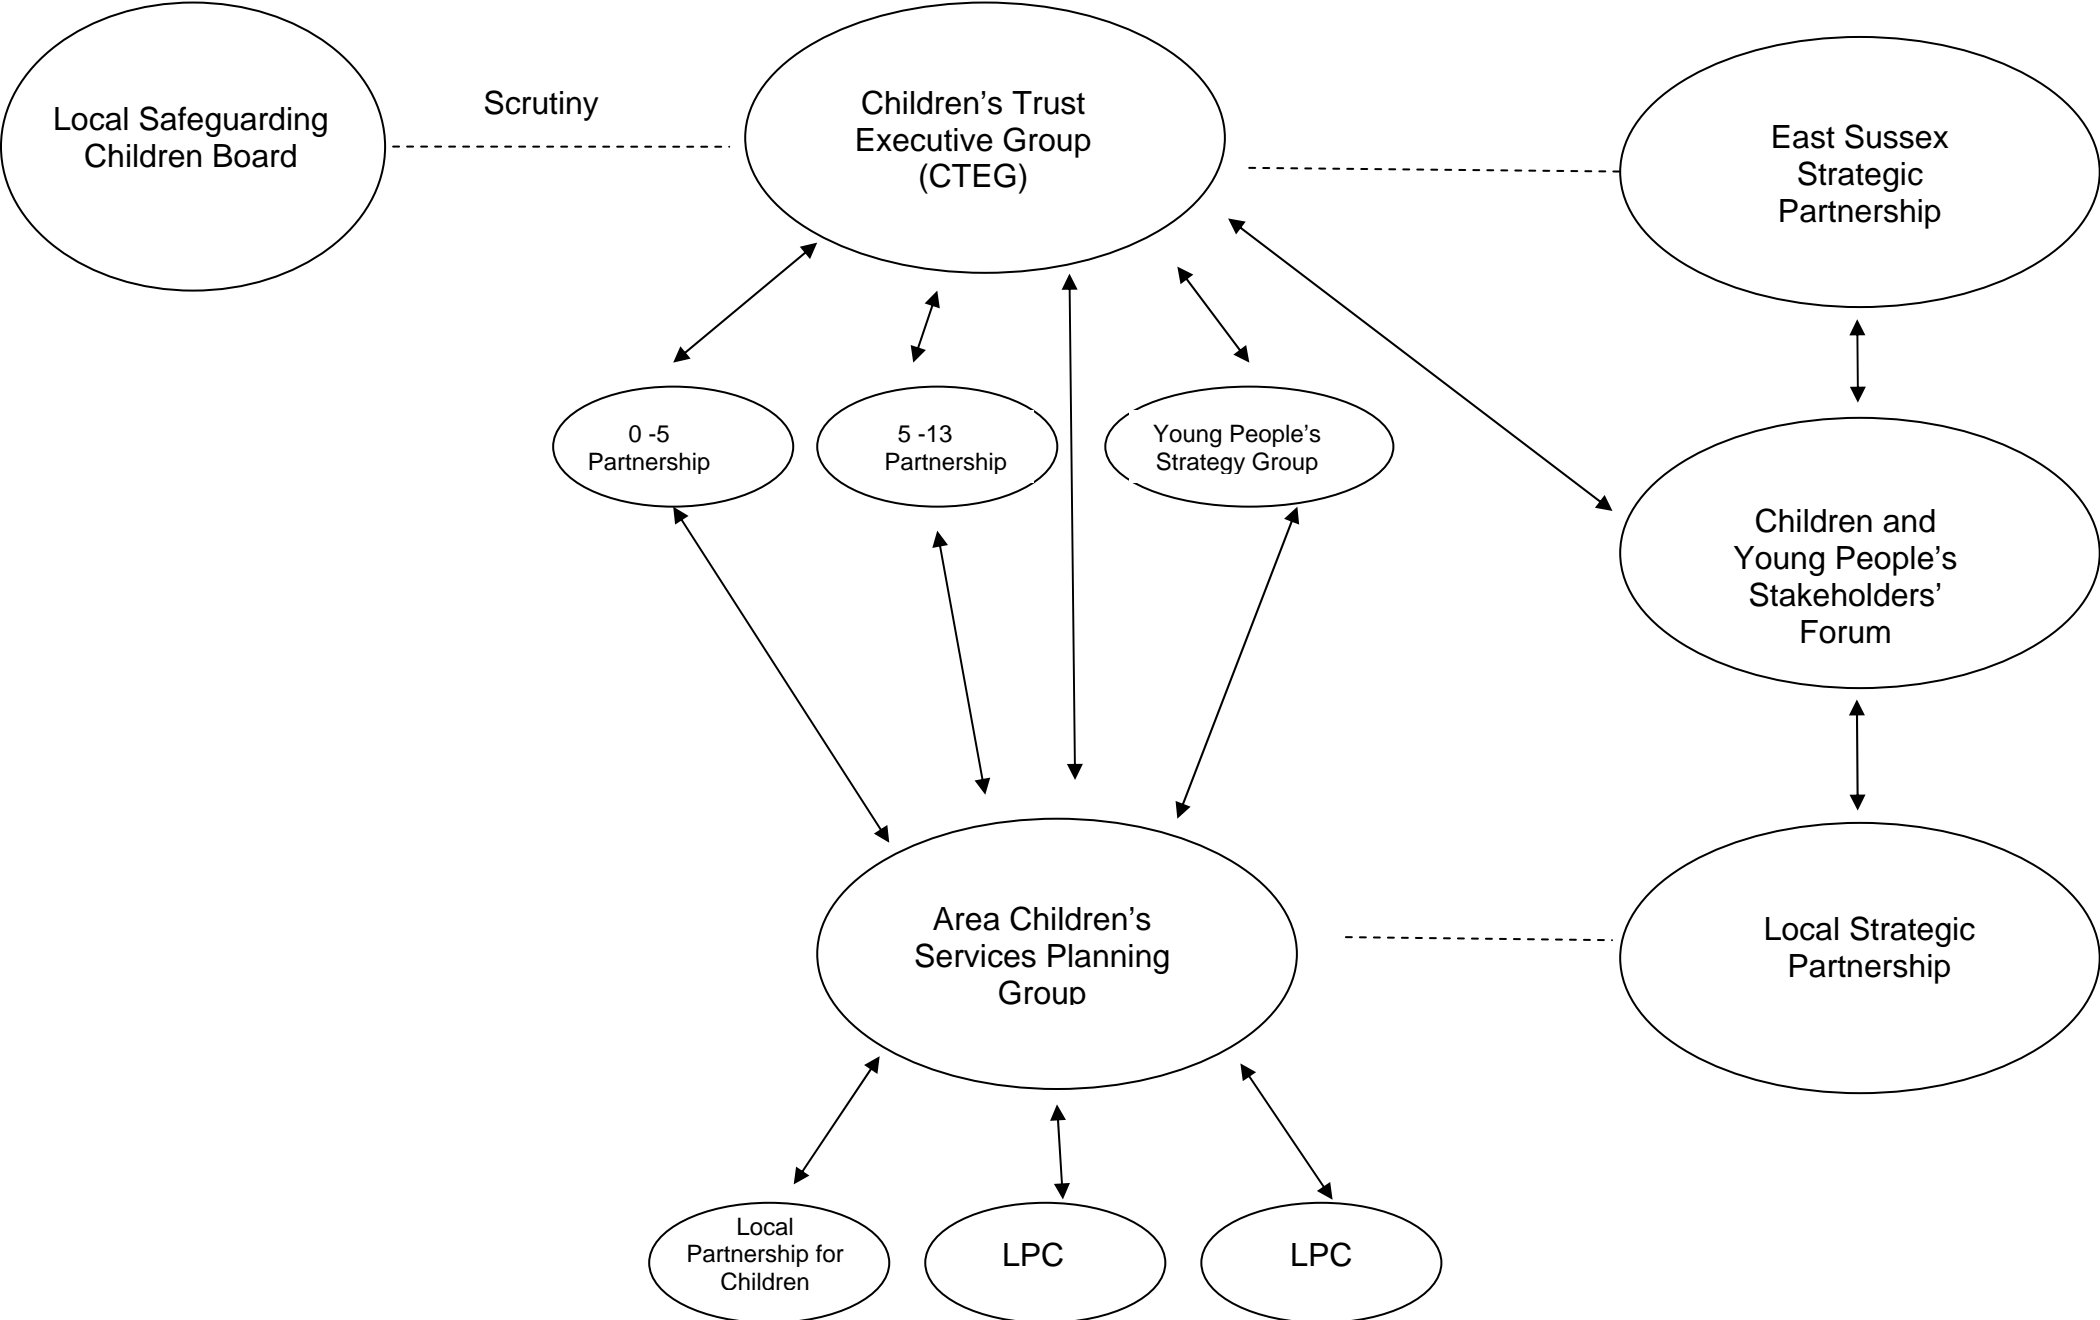 Local Safeguarding
Children Board
Scrutiny
Children’s Trust
Executive Group
(CTEG)
East Sussex
Strategic
Partnership
0 -5
Partnership
5 -13
Partnership
Young People’s
Strategy Group
Children and
Young People’s
Stakeholders’
Forum
Area Children’s
Services Planning
Group
Local Strategic
Partnership
Local
Partnership for
Children
LPC
LPC